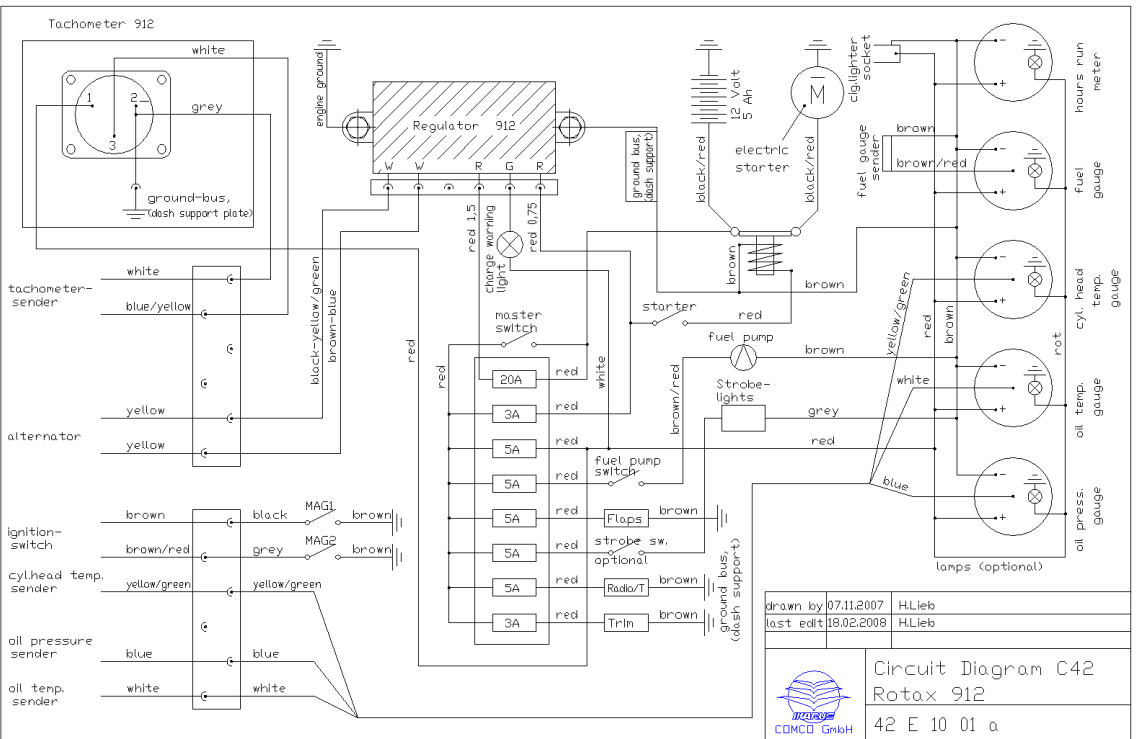 Tachometer 912
white
1
2
grey
3
ground-bus,
(dash support plate)
engine ground
Regulator 912
W W R G R
ground bus,
(dash support)
12 Volt
5 Ah
black/red
M
electric
starter
black/red
cig.lighter
socket
hours run
meter
brown
brown/red
fuel gauge
sender
fuel
gauge
- +
- +
- +
- +
- +
cyl. head
temp.
gauge
oil temp.
gauge
oil press.
gauge
lamps (optional)
rot
red
brown
yellow/green
white
blue
red 1,5
charge warning
light
red 0,75
brown
brown
starter
red
tachometer-
sender
white
blue/yellow
black-yellow/green
brown-blue
red
yellow
alternator
yellow
master
switch
red
20A
red
3A
red
5A
red
5A
red
5A
red
5A
red
5A
red
3A
red
white
fuel pump
brown
brown/red
Strobe-
lights
grey
red
fuel pump
switch
Flaps
brown
strobe sw.
optional
Radio/T
brown
Trim
brown
ground bus,
(dash support)
ignition-
switch
brown
black
MAG1
brown
brown/red
grey
MAG2
brown
cyl.head temp.
sender
yellow/green
yellow/green
oil pressure
sender
blue
blue
oil temp.
sender
white
white
drawn by 07.11.2007 H.Lieb
last edit 18.02.2008 H.Lieb
IKARUS
COMCO GmbH
Circuit Diagram C42
Rotax 912
42 E 10 01 a